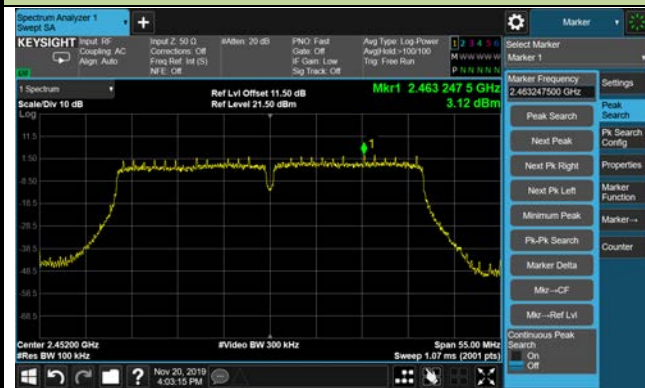 Spectrum Analyzer 1
Swept SA
Marker
KEYSIGHT
Input: RF
Coupling: AC
Align: Auto
Input Z: 50 Ω
Corrections: Off
Freq Ref: Int (S)
NFE: Off
#Atten: 20 dB
PNO: Fast
Gate: Off
IF Gain: Low
Sig Track: Off
Avg Type: Log-Power
Avg|Hold:>100/100
Trig: Free Run
1 2 3 4 5 6
M W W W W W
P N N N N N
Select Marker
Marker 1
1 Spectrum
Scale/Div 10 dB
Log
Ref Lvl Offset 11.50 dB
Ref Level 21.50 dBm
Mkr1 2.463 247 5 GHz
3.12 dBm
11.5
1.50
-8.50
-18.5
-28.5
-38.5
-48.5
-58.5
-68.5
1
Center 2.45200 GHz
#Res BW 100 kHz
#Video BW 300 kHz
Span 55.00 MHz
Sweep 1.07 ms (2001 pts)
Marker Frequency
2.463247500 GHz
Peak Search
Next Peak
Next Pk Right
Next Pk Left
Minimum Peak
Pk-Pk Search
Marker Delta
Mkr→CF
Mkr→Ref Lvl
Continuous Peak
Search
On
Off
Settings
Peak
Search
Pk Search
Config
Properties
Marker
Function
Marker→
Counter
Nov 20, 2019
4:03:15 PM